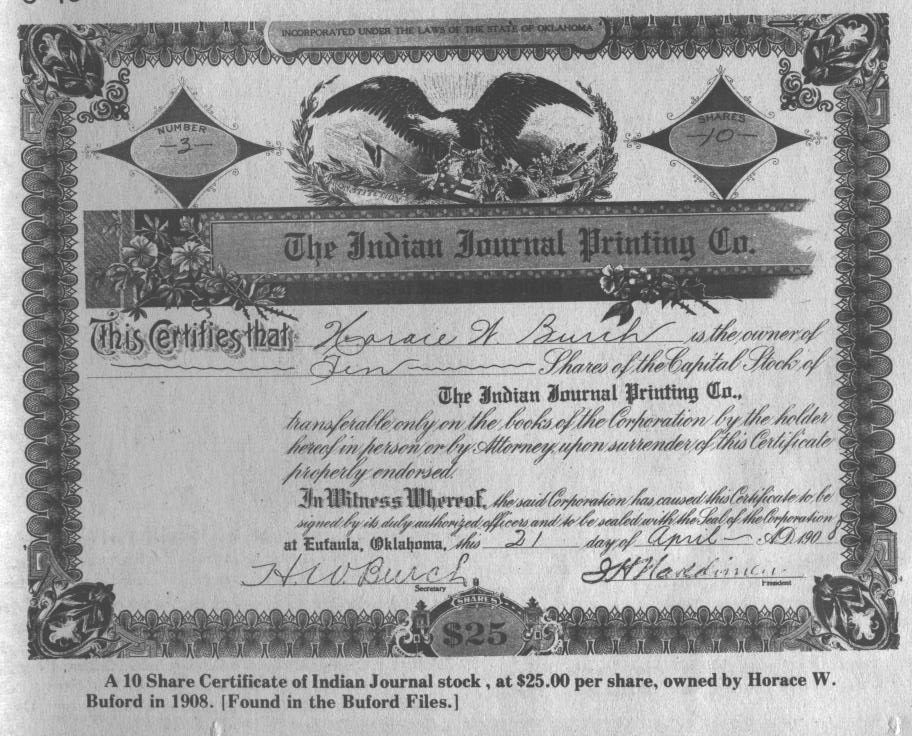 INCORPORATED UNDER THE LAWS OF THE STATE OF OKLAHOMA
NUMBER
-3-
SHARES
-10-
CONSTITUTION
The Indian Journal Printing Co.
This Certifies that Horace W. Burch is the owner of
Ten Shares of the Capital Stock of
The Indian Journal Printing Co.,
transferable only on the books of the Corporation by the holder
hereof in person or by Attorney upon surrender of this Certificate
properly endorsed.
In Witness Whereof, the said Corporation has caused this Certificate to be
signed by its duly authorized officers and to be sealed with the Seal of the Corporation
at Eufaula, Oklahoma, this 21 day of April A.D. 1908
H. W. Burch
Secretary
President
SHARES
$25
A 10 Share Certificate of Indian Journal stock , at $25.00 per share, owned by Horace W.
Buford in 1908. [Found in the Buford Files.]